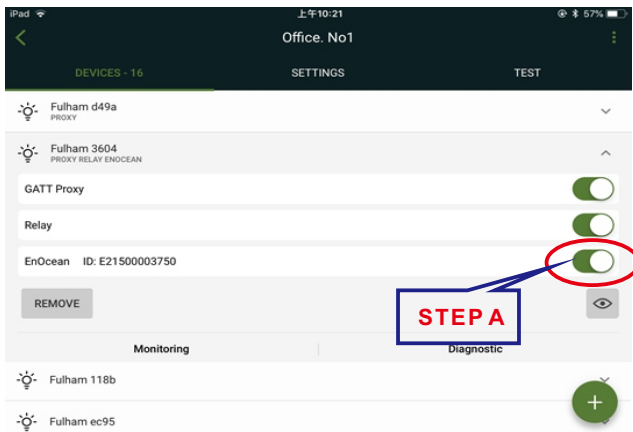 iPad 上午10:21 57%
Office. No1
DEVICES - 16 SETTINGS TEST
Fulham d49a
PROXY
Fulham 3604
PROXY RELAY ENOCEAN
GATT Proxy
Relay
EnOcean ID: E21500003750
REMOVE
STEP A
Monitoring Diagnostic
Fulham 118b
+
Fulham ec95